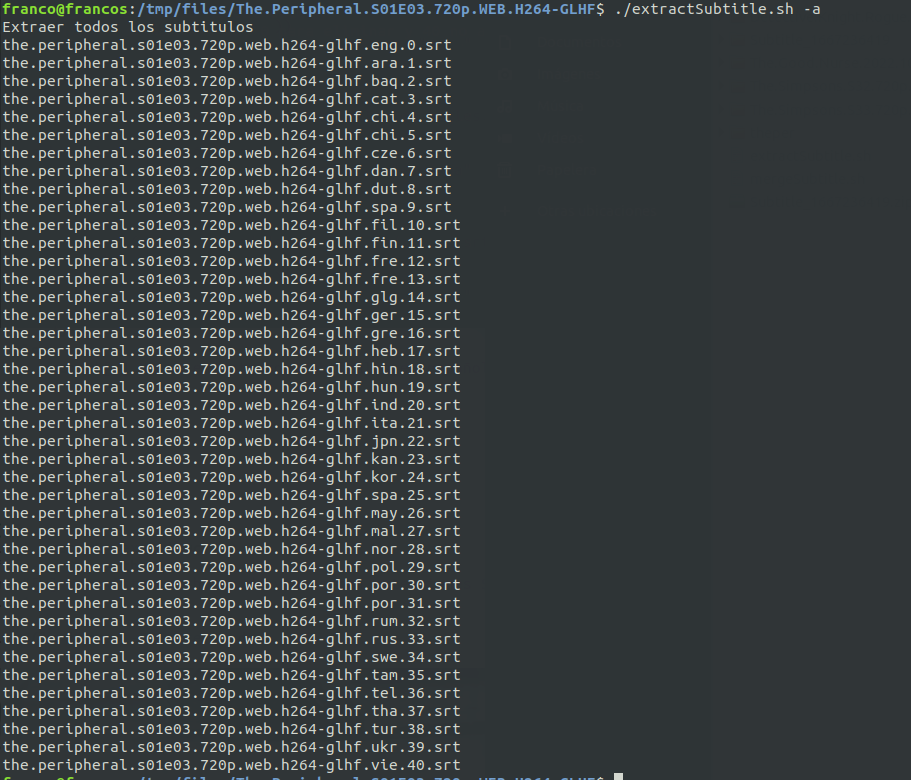 franco@francos:/tmp/files/The.Peripheral.S01E03.720p.WEB.H264-GLHF$ ./extractSubtitle.sh -a
Extraer todos los subtitulos
the.peripheral.s01e03.720p.web.h264-glhf.eng.0.srt
the.peripheral.s01e03.720p.web.h264-glhf.ara.1.srt
the.peripheral.s01e03.720p.web.h264-glhf.baq.2.srt
the.peripheral.s01e03.720p.web.h264-glhf.cat.3.srt
the.peripheral.s01e03.720p.web.h264-glhf.chi.4.srt
the.peripheral.s01e03.720p.web.h264-glhf.chi.5.srt
the.peripheral.s01e03.720p.web.h264-glhf.cze.6.srt
the.peripheral.s01e03.720p.web.h264-glhf.dan.7.srt
the.peripheral.s01e03.720p.web.h264-glhf.dut.8.srt
the.peripheral.s01e03.720p.web.h264-glhf.spa.9.srt
the.peripheral.s01e03.720p.web.h264-glhf.fil.10.srt
the.peripheral.s01e03.720p.web.h264-glhf.fin.11.srt
the.peripheral.s01e03.720p.web.h264-glhf.fre.12.srt
the.peripheral.s01e03.720p.web.h264-glhf.fre.13.srt
the.peripheral.s01e03.720p.web.h264-glhf.glg.14.srt
the.peripheral.s01e03.720p.web.h264-glhf.ger.15.srt
the.peripheral.s01e03.720p.web.h264-glhf.gre.16.srt
the.peripheral.s01e03.720p.web.h264-glhf.heb.17.srt
the.peripheral.s01e03.720p.web.h264-glhf.hin.18.srt
the.peripheral.s01e03.720p.web.h264-glhf.hun.19.srt
the.peripheral.s01e03.720p.web.h264-glhf.ind.20.srt
the.peripheral.s01e03.720p.web.h264-glhf.ita.21.srt
the.peripheral.s01e03.720p.web.h264-glhf.jpn.22.srt
the.peripheral.s01e03.720p.web.h264-glhf.kan.23.srt
the.peripheral.s01e03.720p.web.h264-glhf.kor.24.srt
the.peripheral.s01e03.720p.web.h264-glhf.spa.25.srt
the.peripheral.s01e03.720p.web.h264-glhf.may.26.srt
the.peripheral.s01e03.720p.web.h264-glhf.mal.27.srt
the.peripheral.s01e03.720p.web.h264-glhf.nor.28.srt
the.peripheral.s01e03.720p.web.h264-glhf.pol.29.srt
the.peripheral.s01e03.720p.web.h264-glhf.por.30.srt
the.peripheral.s01e03.720p.web.h264-glhf.por.31.srt
the.peripheral.s01e03.720p.web.h264-glhf.rum.32.srt
the.peripheral.s01e03.720p.web.h264-glhf.rus.33.srt
the.peripheral.s01e03.720p.web.h264-glhf.swe.34.srt
the.peripheral.s01e03.720p.web.h264-glhf.tam.35.srt
the.peripheral.s01e03.720p.web.h264-glhf.tel.36.srt
the.peripheral.s01e03.720p.web.h264-glhf.tha.37.srt
the.peripheral.s01e03.720p.web.h264-glhf.tur.38.srt
the.peripheral.s01e03.720p.web.h264-glhf.ukr.39.srt
the.peripheral.s01e03.720p.web.h264-glhf.vie.40.srt
franco@francos:/tmp/files/The.Peripheral.S01E03.720p.WEB.H264-GLHF$